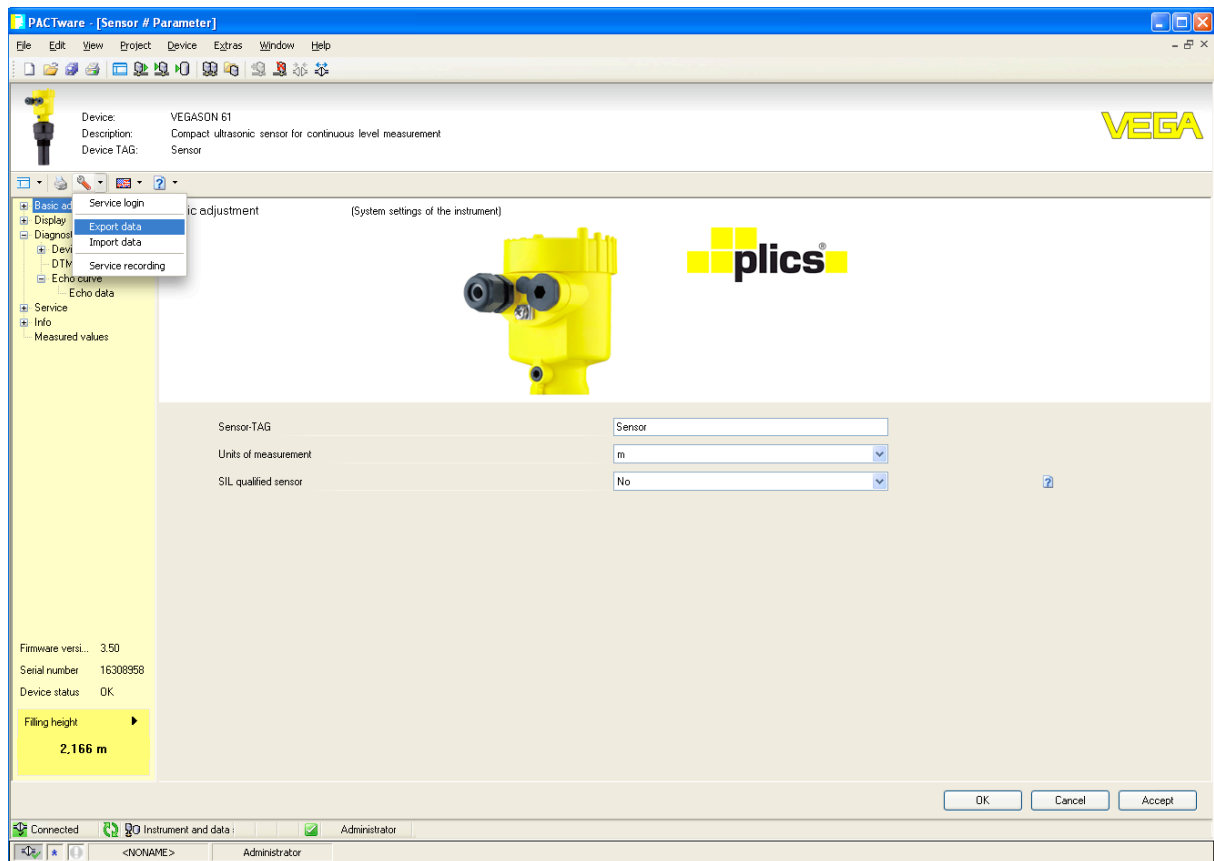 PACTware - [Sensor # Parameter]
File Edit View Project Device Extras Window Help
Device: VEGASON 61
Description: Compact ultrasonic sensor for continuous level measurement
Device TAG: Sensor
VEGA
Service login
Export data
Import data
Service recording
Basic ad
Display
Diagnost
Devi
DTM
Echo curve
Echo data
Service
Info
Measured values
ic adjustment (System settings of the instrument)
plics®
Sensor-TAG Sensor
Units of measurement m
SIL qualified sensor No
Firmware versi... 3.50
Serial number 16308958
Device status OK
Filling height
2,166 m
OK Cancel Accept
Connected Instrument and data Administrator
<NONAME> Administrator